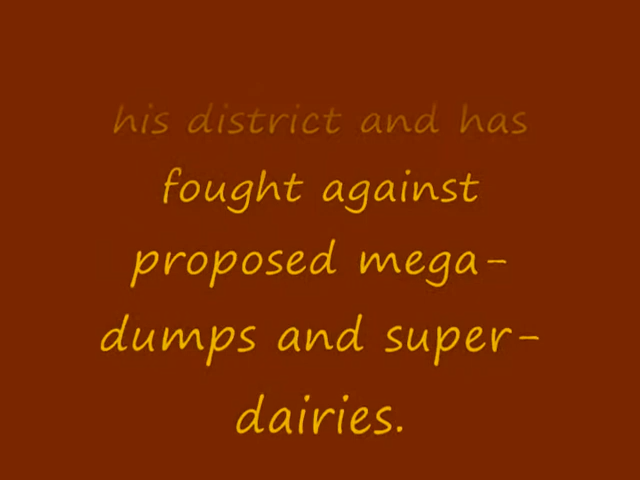 his district and has
fought against
proposed mega-
dumps and super-
dairies.